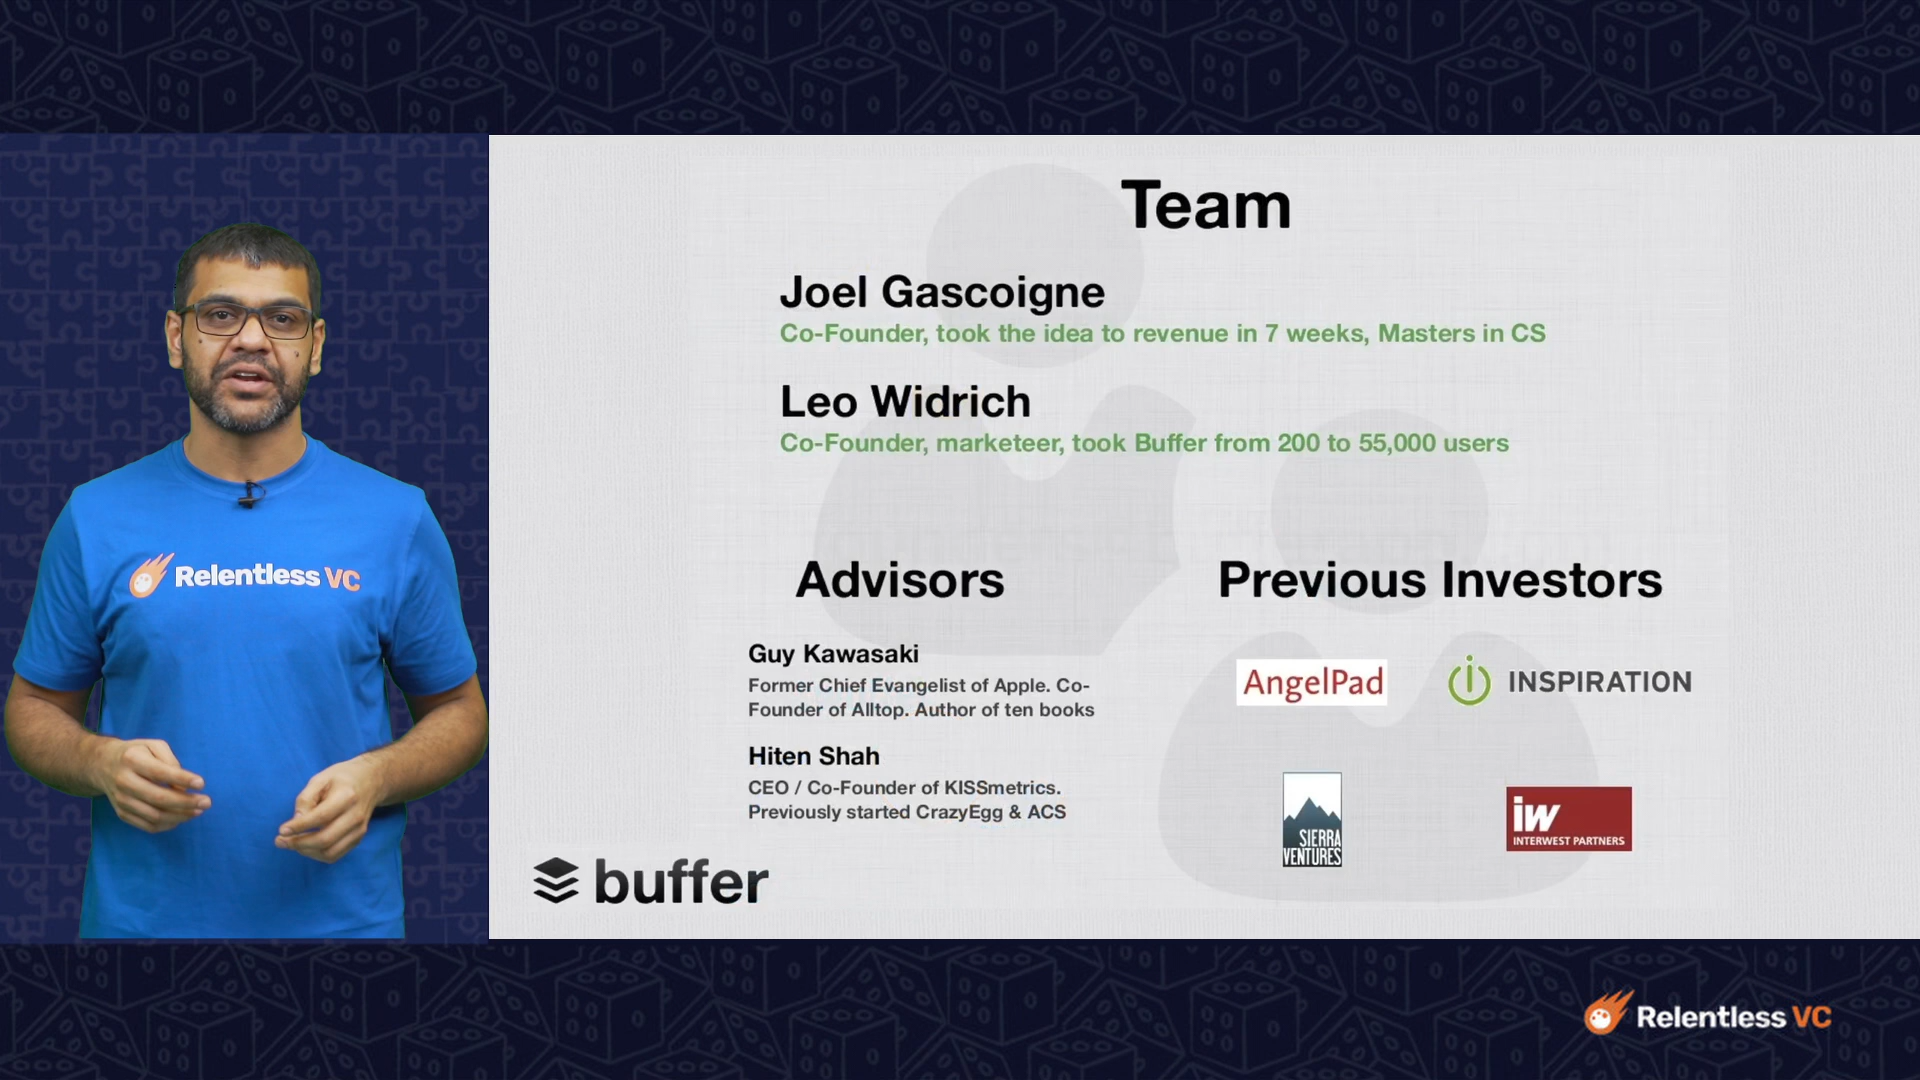 Relentless VC
Team
Joel Gascoigne
Co-Founder, took the idea to revenue in 7 weeks, Masters in CS
Leo Widrich
Co-Founder, marketeer, took Buffer from 200 to 55,000 users
Advisors
Guy Kawasaki
Former Chief Evangelist of Apple. Co-
Founder of Alltop. Author of ten books
Hiten Shah
CEO / Co-Founder of KISSmetrics.
Previously started CrazyEgg & ACS
Previous Investors
AngelPad
INSPIRATION
SIERRA
VENTURES
iw
INTERWEST PARTNERS
buffer
Relentless VC